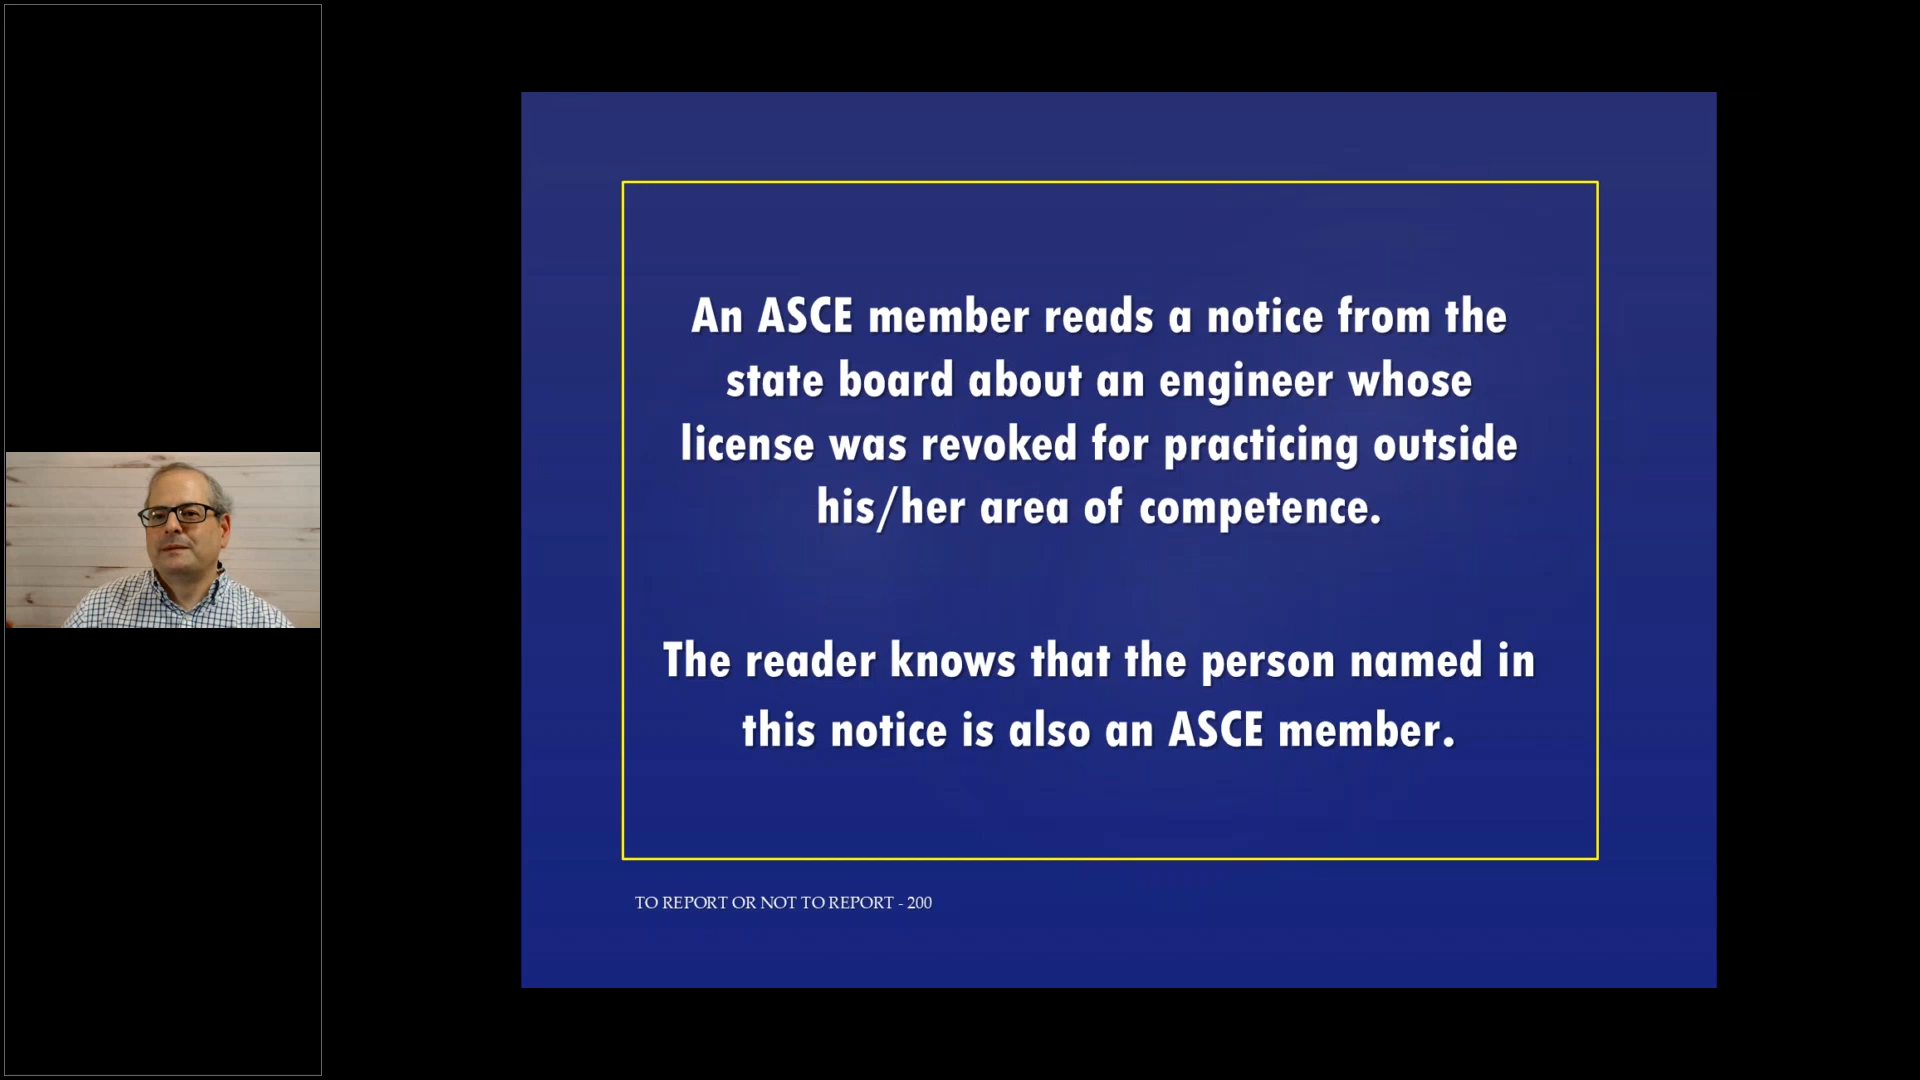 An ASCE member reads a notice from the
state board about an engineer whose
license was revoked for practicing outside
his/her area of competence.
The reader knows that the person named in
this notice is also an ASCE member.
TO REPORT OR NOT TO REPORT - 200